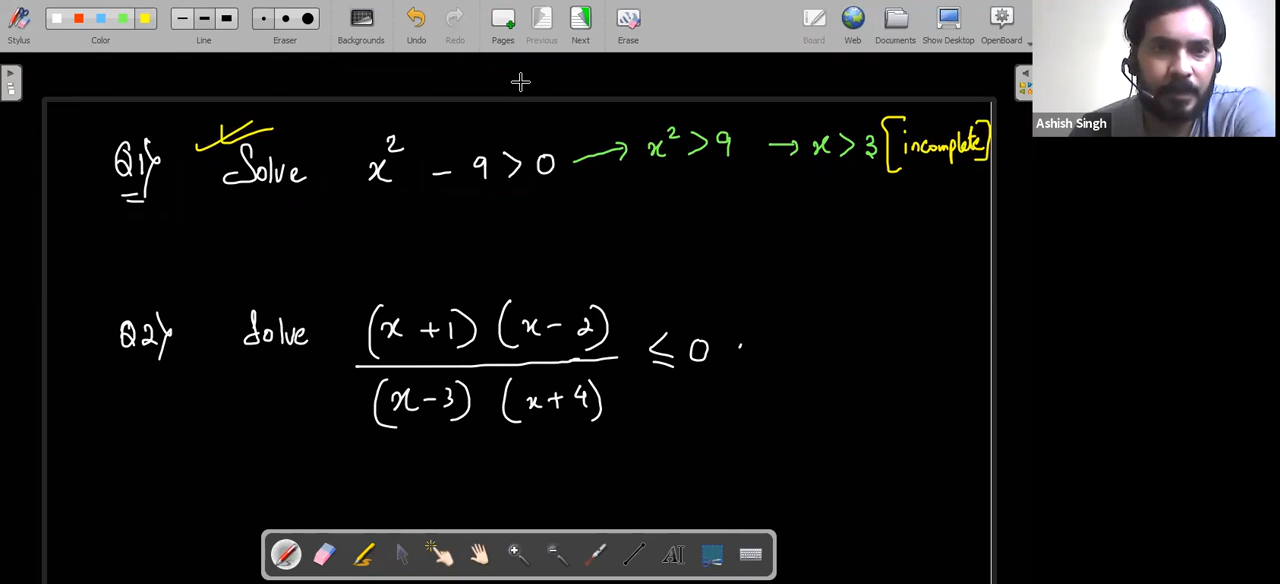 Stylus Color Line Eraser Backgrounds Undo Redo Pages Previous Next Erase Board Web Documents Show Desktop OpenBoard
Ashish Singh
Q1) Solve x² - 9 > 0 → x² > 9 → x > 3 [incomplete]
Q2) Solve (x + 1) (x - 2)
≤ 0 .
(x - 3) (x + 4)
AI